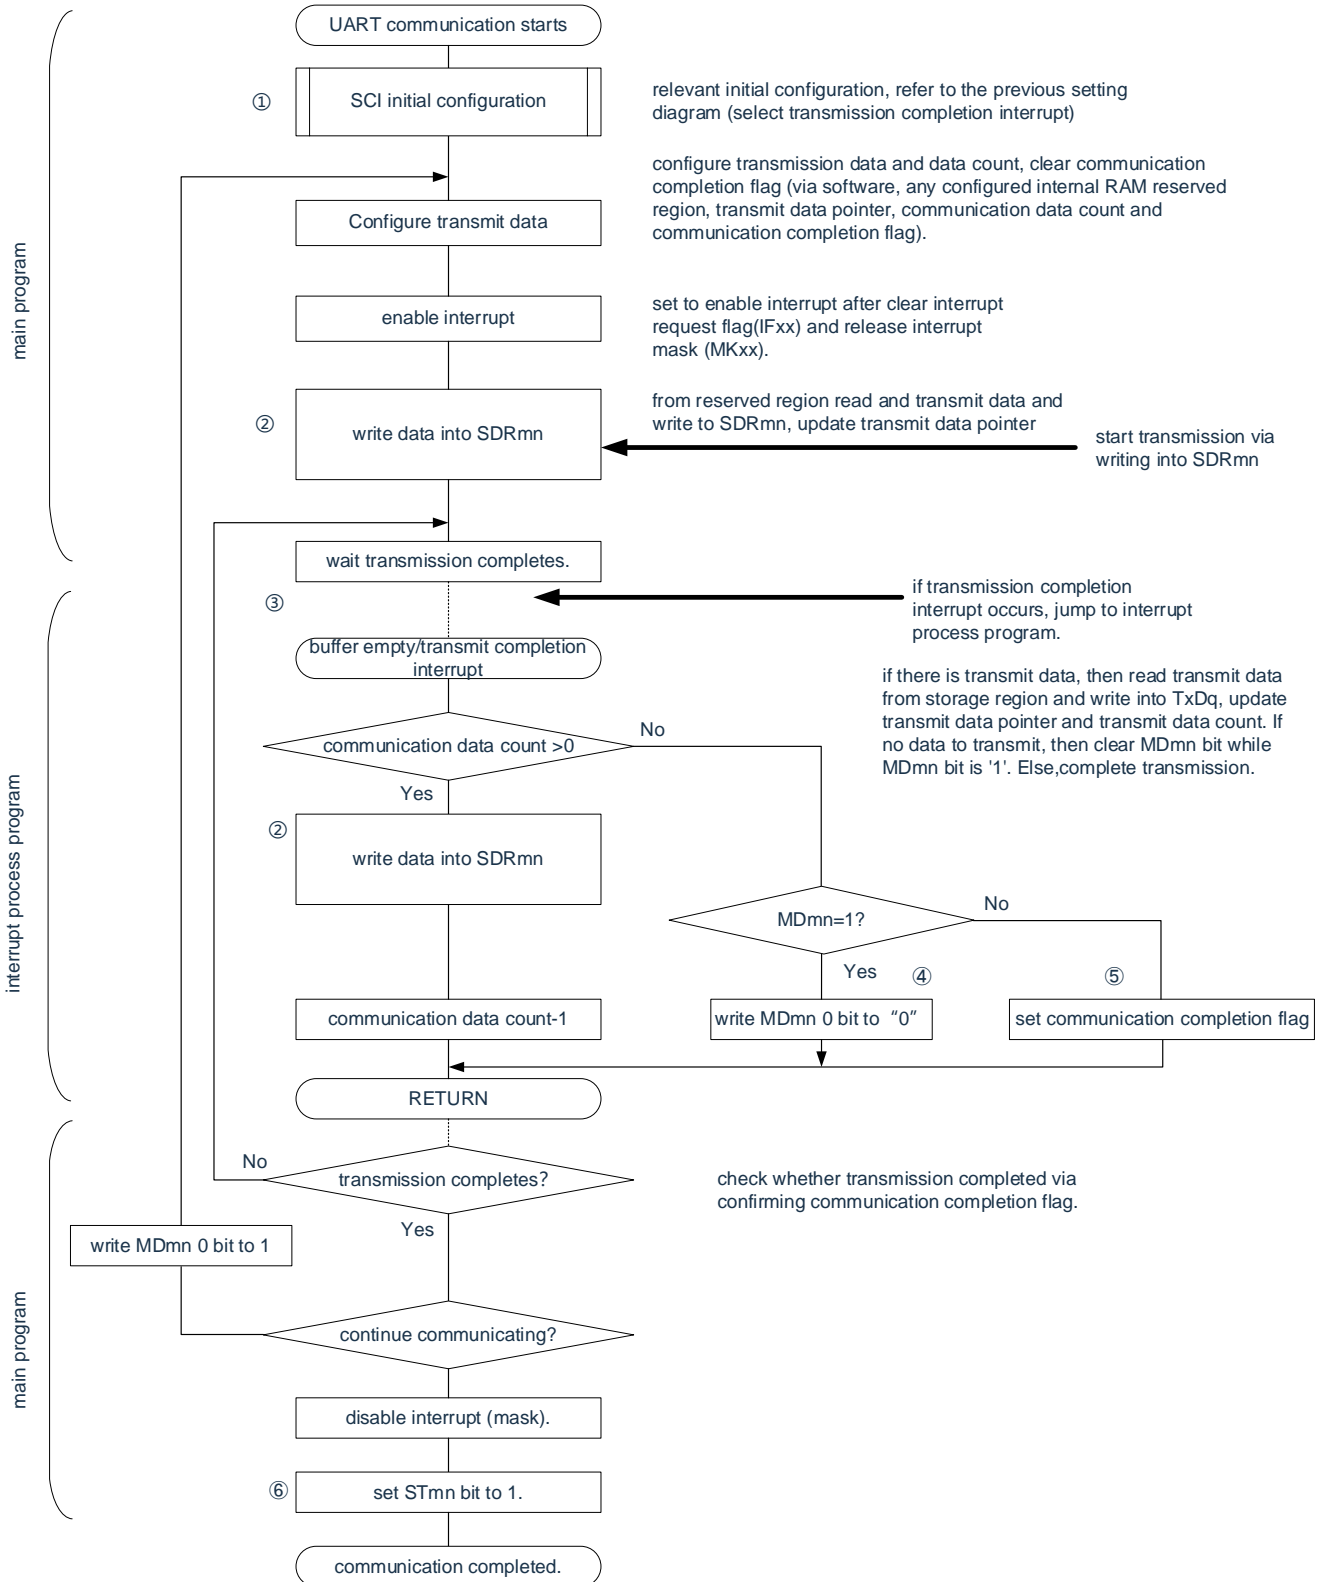 UART communication starts
①
SCI initial configuration
relevant initial configuration, refer to the previous setting
diagram (select transmission completion interrupt)
configure transmission data and data count, clear communication
completion flag (via software, any configured internal RAM reserved
region, transmit data pointer, communication data count and
communication completion flag).
Configure transmit data
main program
enable interrupt
set to enable interrupt after clear interrupt
request flag(IFxx) and release interrupt
mask (MKxx).
②
write data into SDRmn
from reserved region read and transmit data and
write to SDRmn, update transmit data pointer
start transmission via
writing into SDRmn
wait transmission completes.
③
if transmission completion
interrupt occurs, jump to interrupt
process program.
buffer empty/transmit completion
interrupt
if there is transmit data, then read transmit data
from storage region and write into TxDq, update
transmit data pointer and transmit data count. If
no data to transmit, then clear MDmn bit while
MDmn bit is '1'. Else,complete transmission.
communication data count >0
No
Yes
②
write data into SDRmn
interrupt process program
MDmn=1?
No
Yes
④
⑤
communication data count-1
write MDmn 0 bit to “0”
set communication completion flag
RETURN
No
transmission completes?
check whether transmission completed via
confirming communication completion flag.
Yes
write MDmn 0 bit to 1
continue communicating?
main program
disable interrupt (mask).
⑥
set STmn bit to 1.
communication completed.